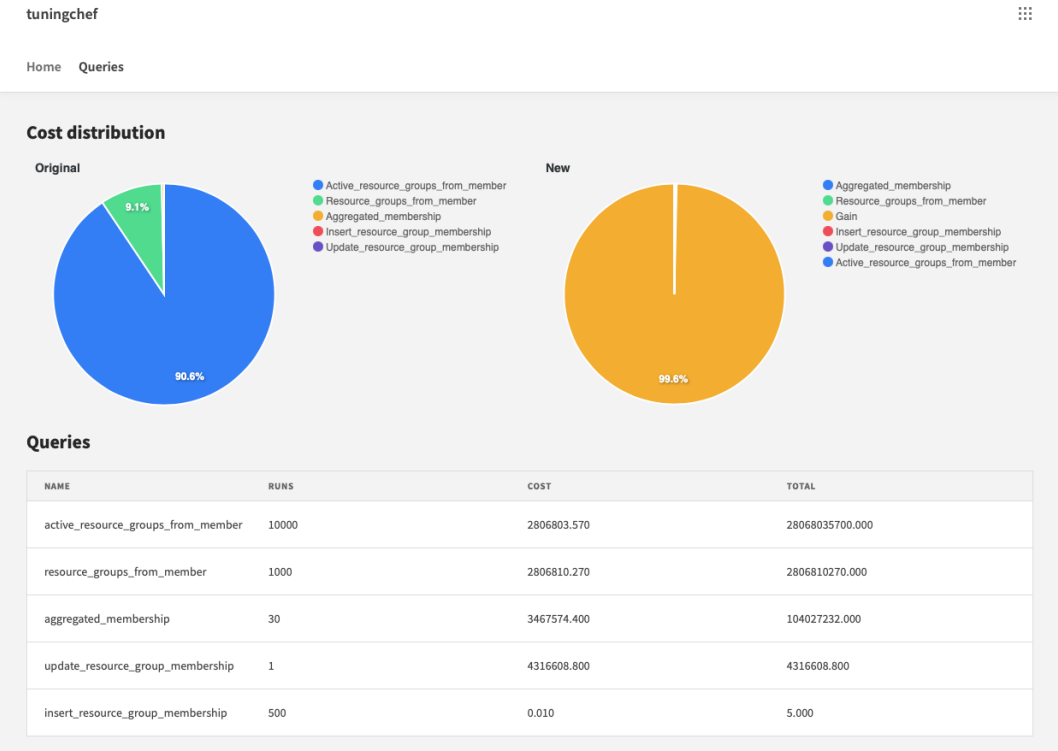 tuningchef
Home Queries
Cost distribution
Original
9.1%
90.6%
Active_resource_groups_from_member
Resource_groups_from_member
Aggregated_membership
Insert_resource_group_membership
Update_resource_group_membership
New
99.6%
Aggregated_membership
Resource_groups_from_member
Gain
Insert_resource_group_membership
Update_resource_group_membership
Active_resource_groups_from_member
Queries
NAME RUNS COST TOTAL
active_resource_groups_from_member 10000 2806803.570 28068035700.000
resource_groups_from_member 1000 2806810.270 2806810270.000
aggregated_membership 30 3467574.400 104027232.000
update_resource_group_membership 1 4316608.800 4316608.800
insert_resource_group_membership 500 0.010 5.000